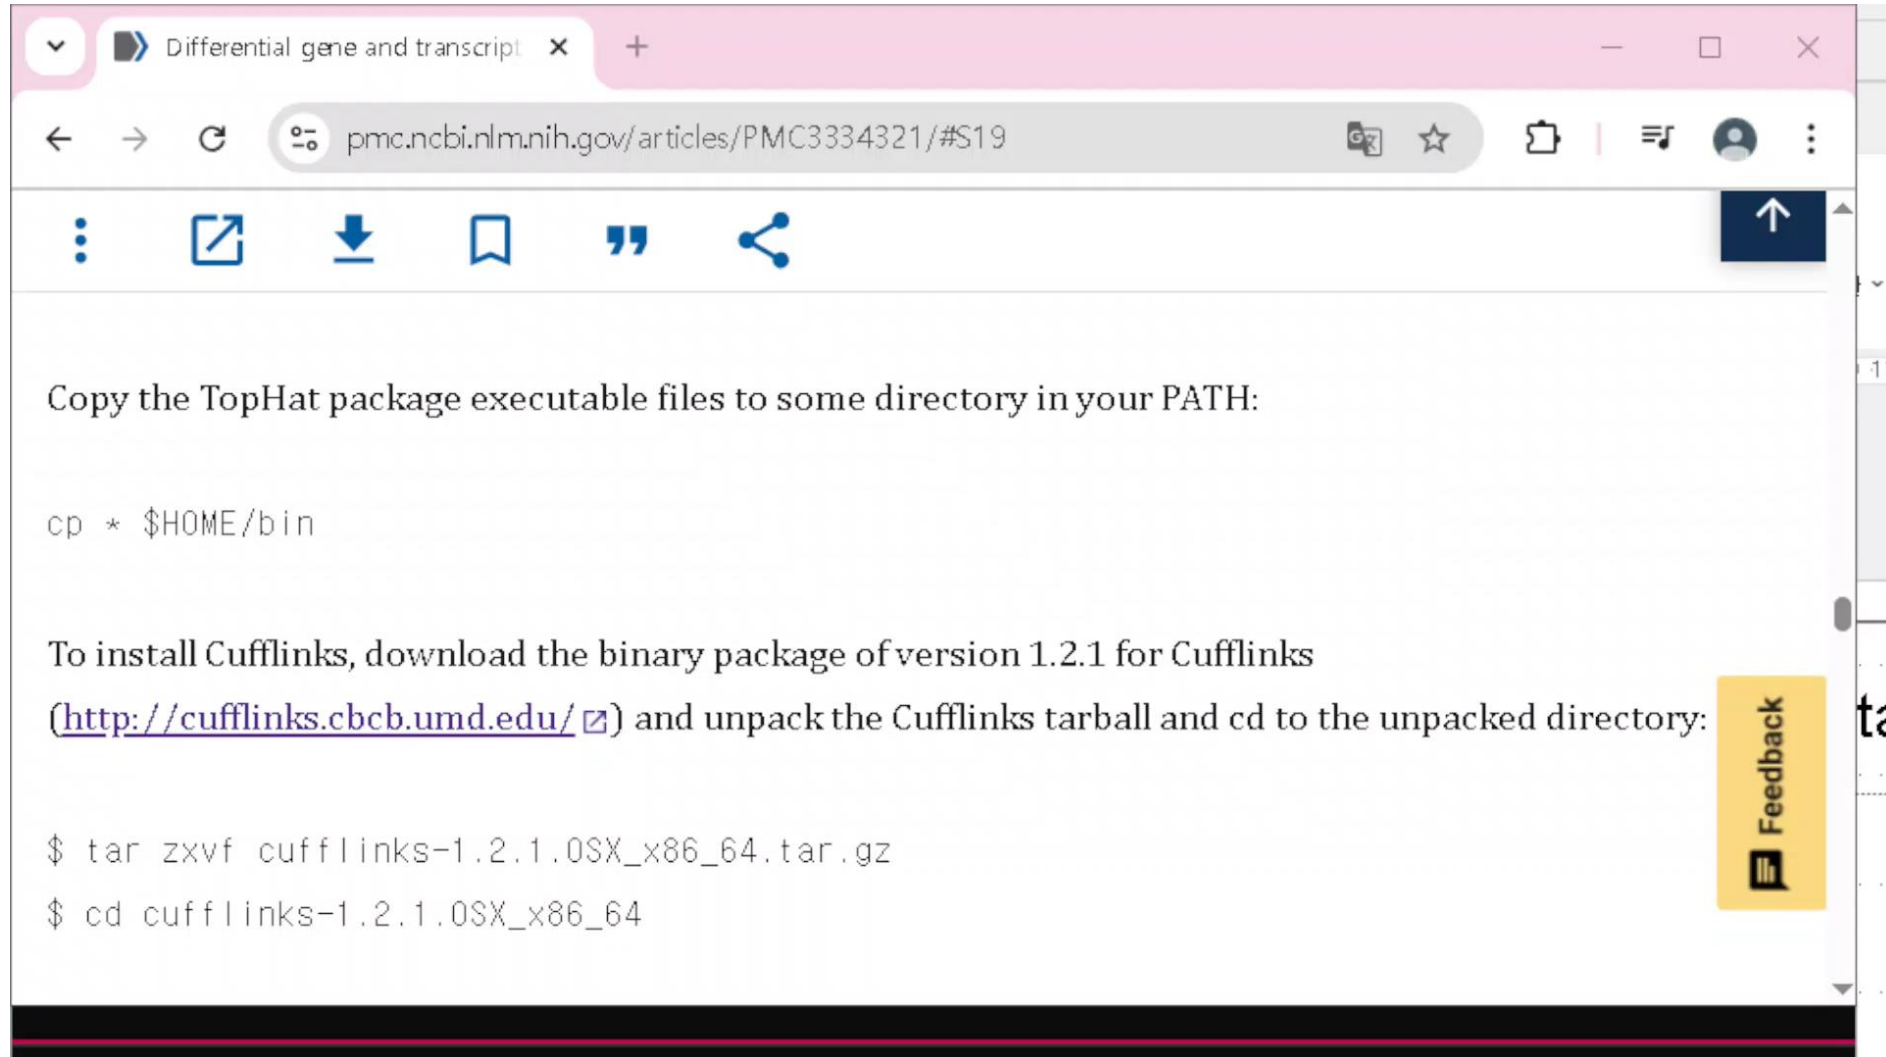 Differential gene and transcript
pmc.ncbi.nlm.nih.gov/articles/PMC3334321/#S19
Copy the TopHat package executable files to some directory in your PATH:
cp * $HOME/bin
To install Cufflinks, download the binary package of version 1.2.1 for Cufflinks
(http://cufflinks.cbcb.umd.edu/) and unpack the Cufflinks tarball and cd to the unpacked directory:
Feedback
$ tar zxvf cufflinks-1.2.1.OSX_x86_64.tar.gz
$ cd cufflinks-1.2.1.OSX_x86_64